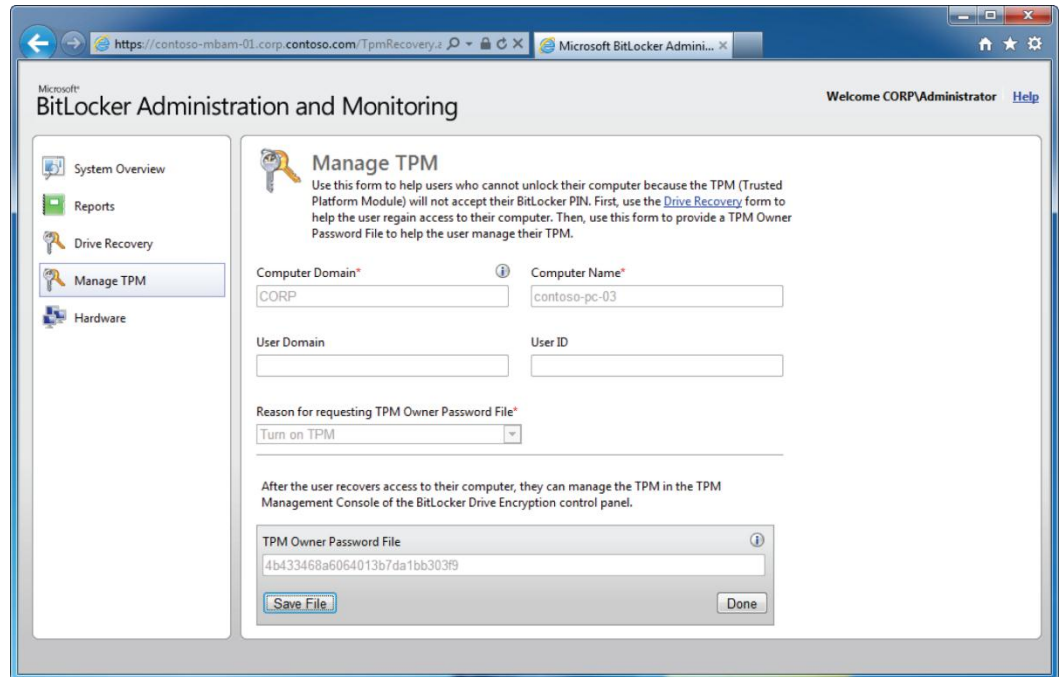 https://contoso-mbam-01.corp.contoso.com/TpmRecovery.a
Microsoft BitLocker Admini...
Microsoft®
BitLocker Administration and Monitoring
Welcome CORP\Administrator Help
System Overview
Reports
Drive Recovery
Manage TPM
Hardware
Manage TPM
Use this form to help users who cannot unlock their computer because the TPM (Trusted
Platform Module) will not accept their BitLocker PIN. First, use the Drive Recovery form to
help the user regain access to their computer. Then, use this form to provide a TPM Owner
Password File to help the user manage their TPM.
Computer Domain* Computer Name*
CORP contoso-pc-03
User Domain User ID
Reason for requesting TPM Owner Password File*
Turn on TPM
After the user recovers access to their computer, they can manage the TPM in the TPM
Management Console of the BitLocker Drive Encryption control panel.
TPM Owner Password File
4b433468a6064013b7da1bb303f9
Save File Done